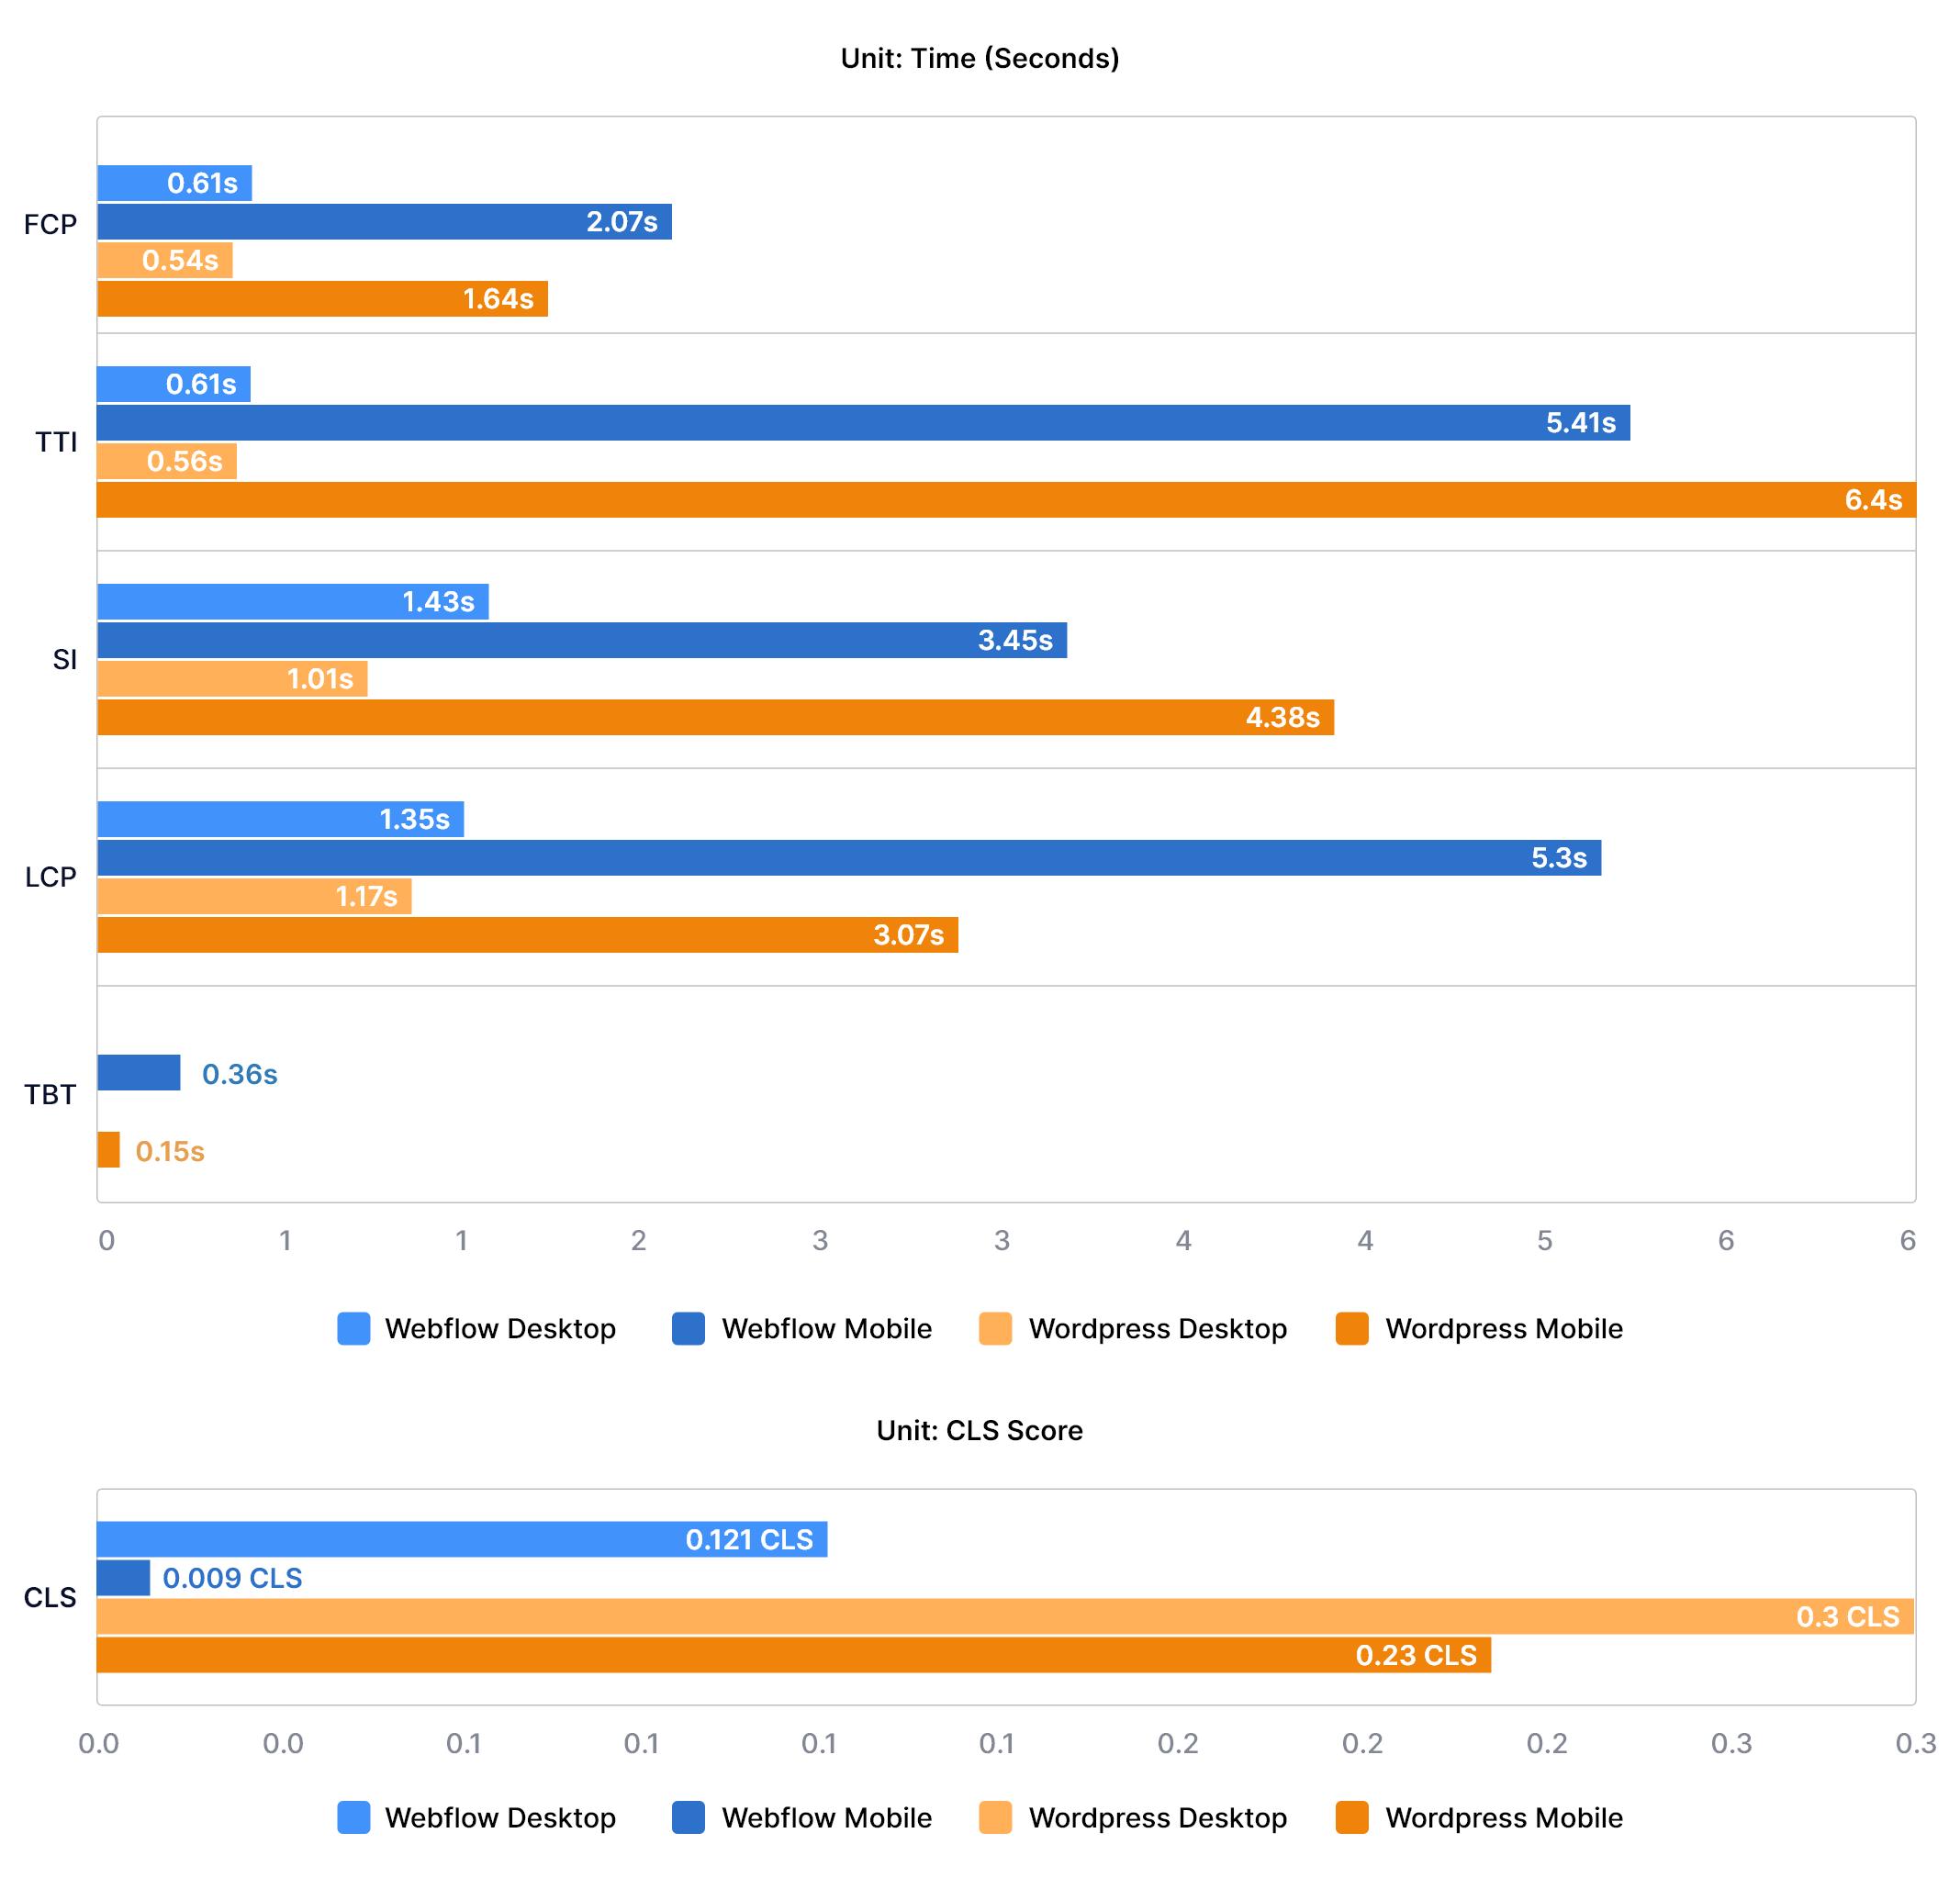 Unit: Time (Seconds)
FCP
0.61s
2.07s
0.54s
1.64s
TTI
0.61s
5.41s
0.56s
6.4s
SI
1.43s
3.45s
1.01s
4.38s
LCP
1.35s
5.3s
1.17s
3.07s
TBT
0.36s
0.15s
0 1 1 2 3 3 4 4 5 6 6
Webflow Desktop Webflow Mobile Wordpress Desktop Wordpress Mobile
Unit: CLS Score
CLS
0.121 CLS
0.009 CLS
0.3 CLS
0.23 CLS
0.0 0.0 0.1 0.1 0.1 0.1 0.2 0.2 0.2 0.3 0.3
Webflow Desktop Webflow Mobile Wordpress Desktop Wordpress Mobile